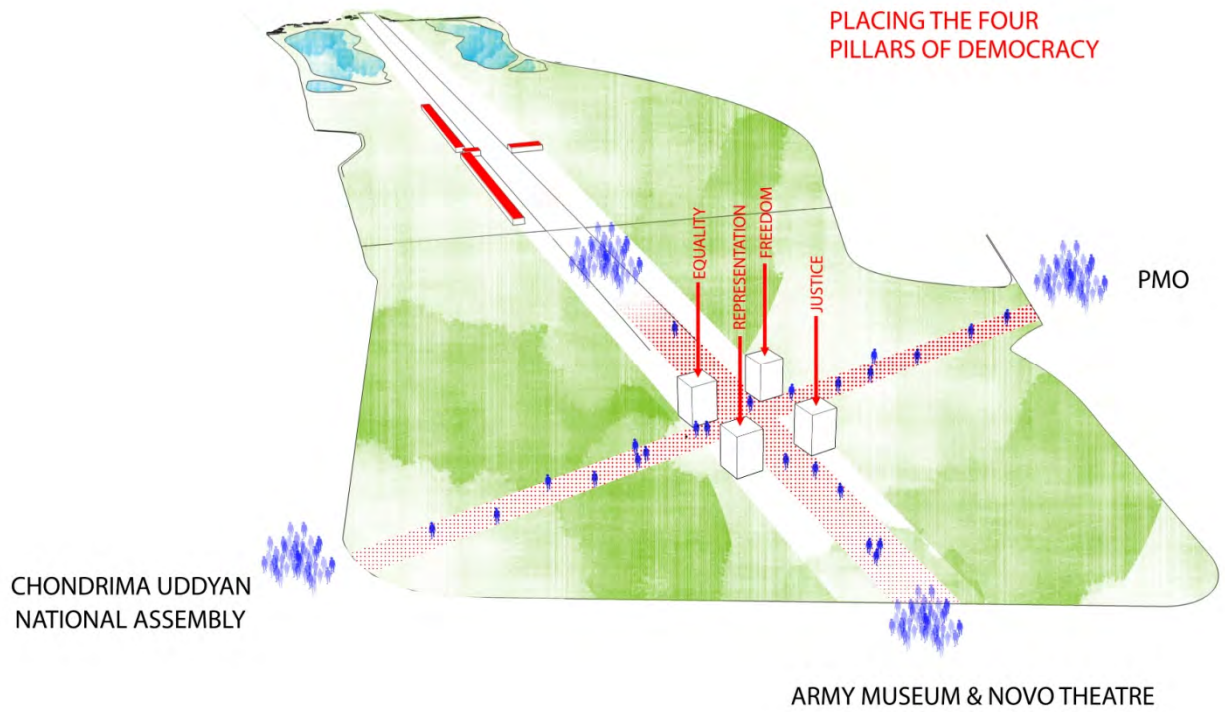 PLACING THE FOUR
PILLARS OF DEMOCRACY
EQUALITY
REPRESENTATION
FREEDOM
JUSTICE
PMO
CHONDRIMA UDDYAN
NATIONAL ASSEMBLY
ARMY MUSEUM & NOVO THEATRE